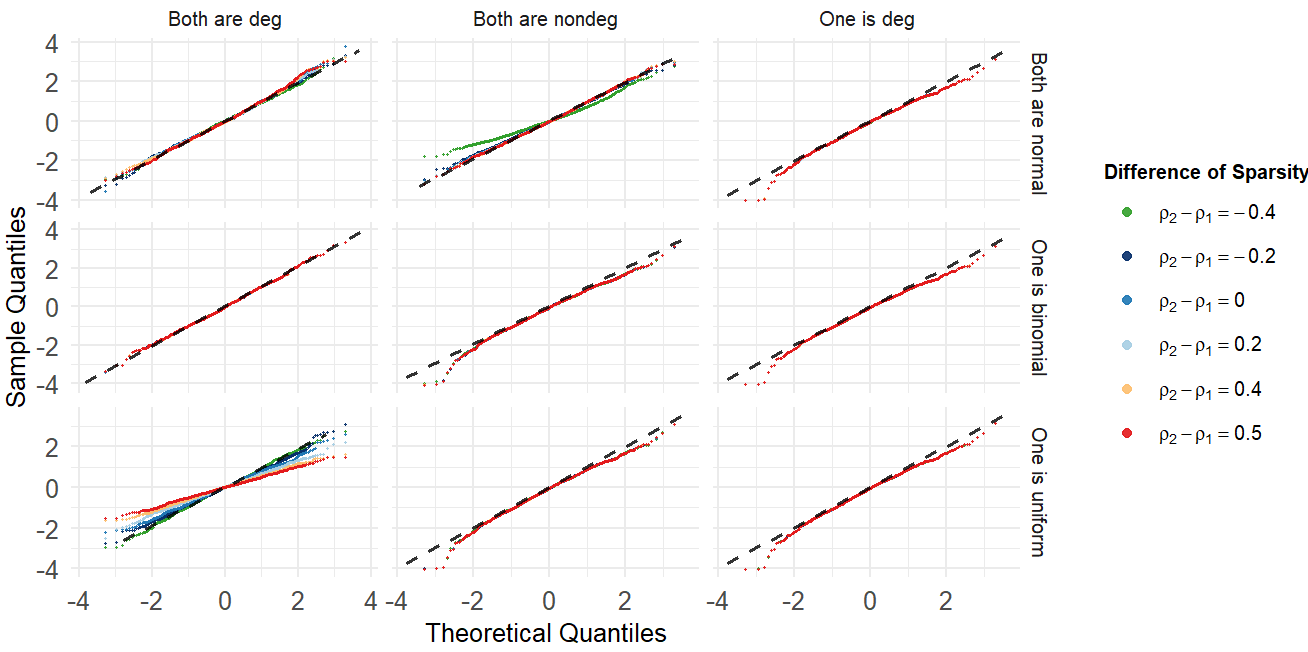 Both are deg
Both are nondeg
One is deg
4
2
0
-2
-4
Both are normal
4
2
0
-2
-4
One is binomial
2
0
-2
-4
One is uniform
-4
-2
0
2
4
-4
-2
0
2
-4
-2
0
2
Sample Quantiles
Theoretical Quantiles
Difference of Sparsity
ρ₂ − ρ₁ = −0.4
ρ₂ − ρ₁ = −0.2
ρ₂ − ρ₁ = 0
ρ₂ − ρ₁ = 0.2
ρ₂ − ρ₁ = 0.4
ρ₂ − ρ₁ = 0.5